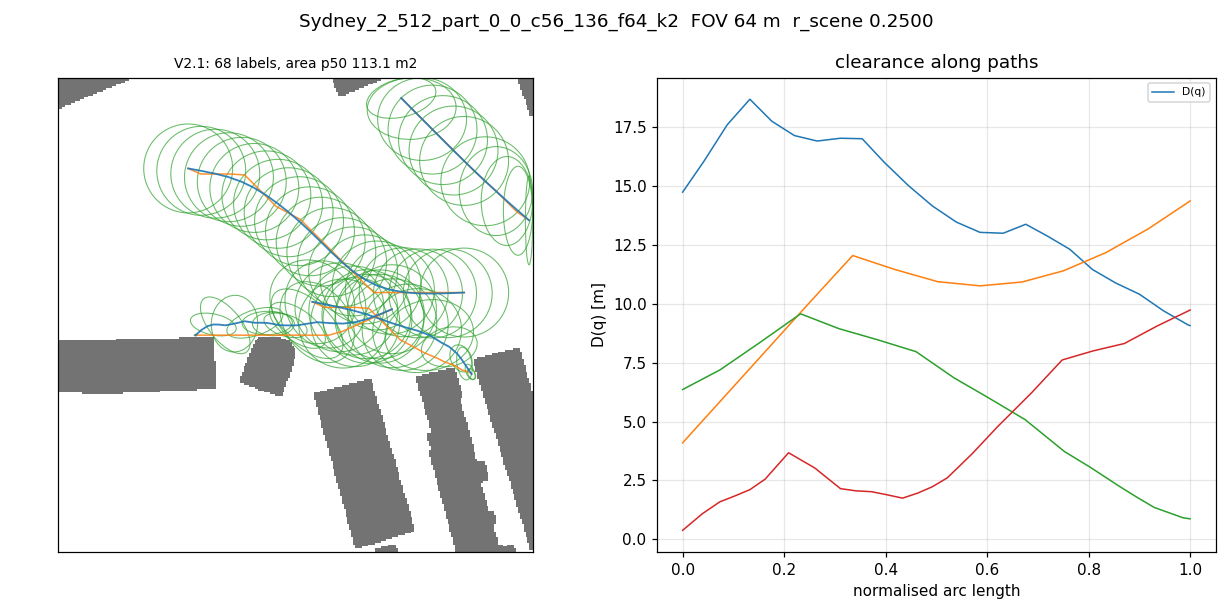 Sydney_2_512_part_0_0_c56_136_f64_k2  FOV 64 m  r_scene 0.2500
V2.1: 68 labels, area p50 113.1 m2
clearance along paths
D(q)
17.5
15.0
12.5
10.0
7.5
5.0
2.5
0.0
D(q) [m]
0.0 0.2 0.4 0.6 0.8 1.0
normalised arc length